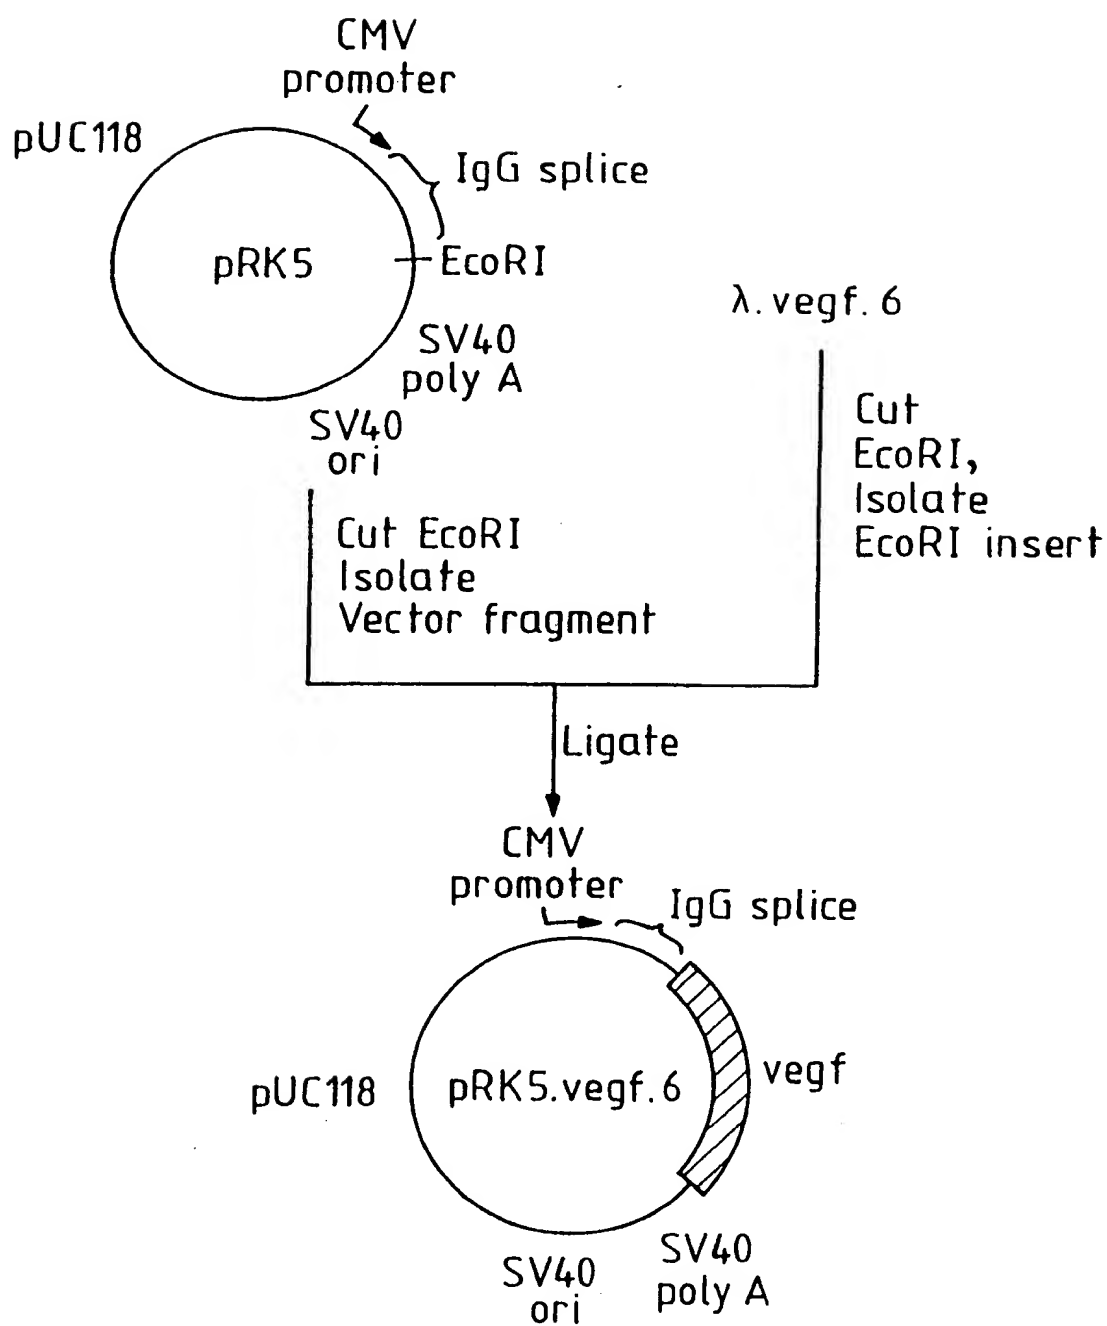 CMV
promoter
pUC118
IgG splice
pRK5
EcoRI
λ.vegf.6
SV40
poly A
SV40
ori
Cut
EcoRI,
Isolate
EcoRI insert
Cut EcoRI
Isolate
Vector fragment
Ligate
CMV
promoter
IgG splice
vegf
pUC118
pRK5.vegf.6
SV40
poly A
SV40
ori